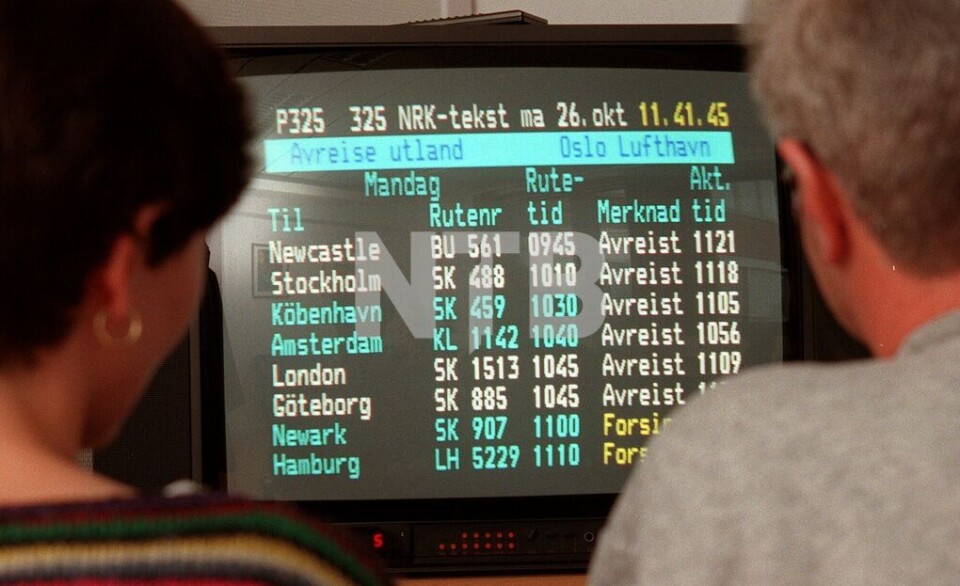 P325 325 NRK-tekst ma 26.okt 11.41.45
Avreise utland Oslo Lufthavn
Mandag Rute- Akt.
Til Rutenr tid Merknad tid
Newcastle BU 561 0945 Avreist 1121
Stockholm SK 488 1010 Avreist 1118
Köbenhavn SK 459 1030 Avreist 1105
Amsterdam KL 1142 1040 Avreist 1056
London SK 1513 1045 Avreist 1109
Göteborg SK 885 1045 Avreist
Newark SK 907 1100
Hamburg LH 5229 1110
NTB